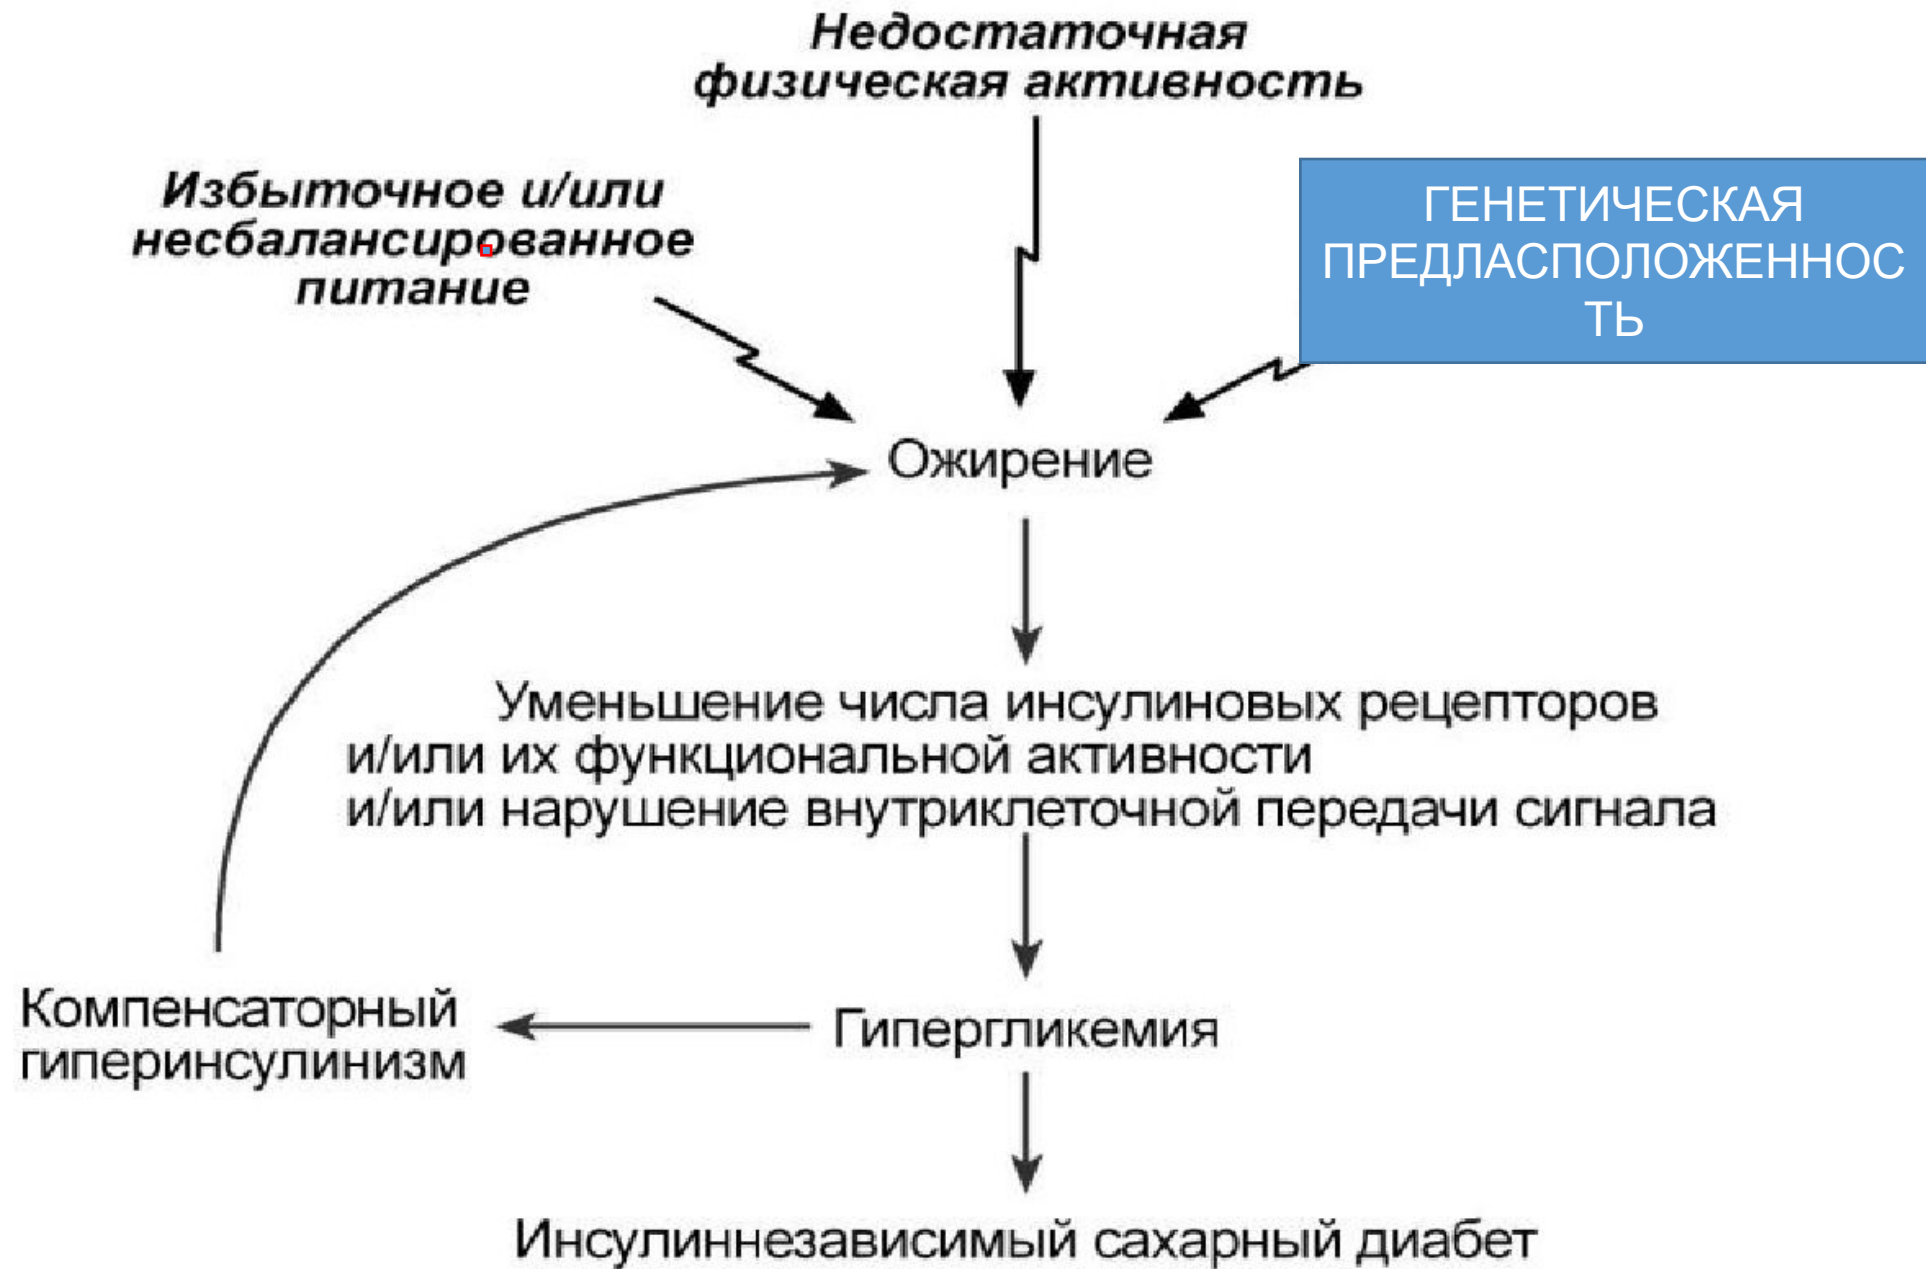 Недостаточная
физическая активность
Избыточное и/или
несбалансированное
питание
ГЕНЕТИЧЕСКАЯ
ПРЕДЛАСПОЛОЖЕННОС
ТЬ
Ожирение
Уменьшение числа инсулиновых рецепторов
и/или их функциональной активности
и/или нарушение внутриклеточной передачи сигнала
Компенсаторный
гиперинсулинизм
Гипергликемия
Инсулиннезависимый сахарный диабет